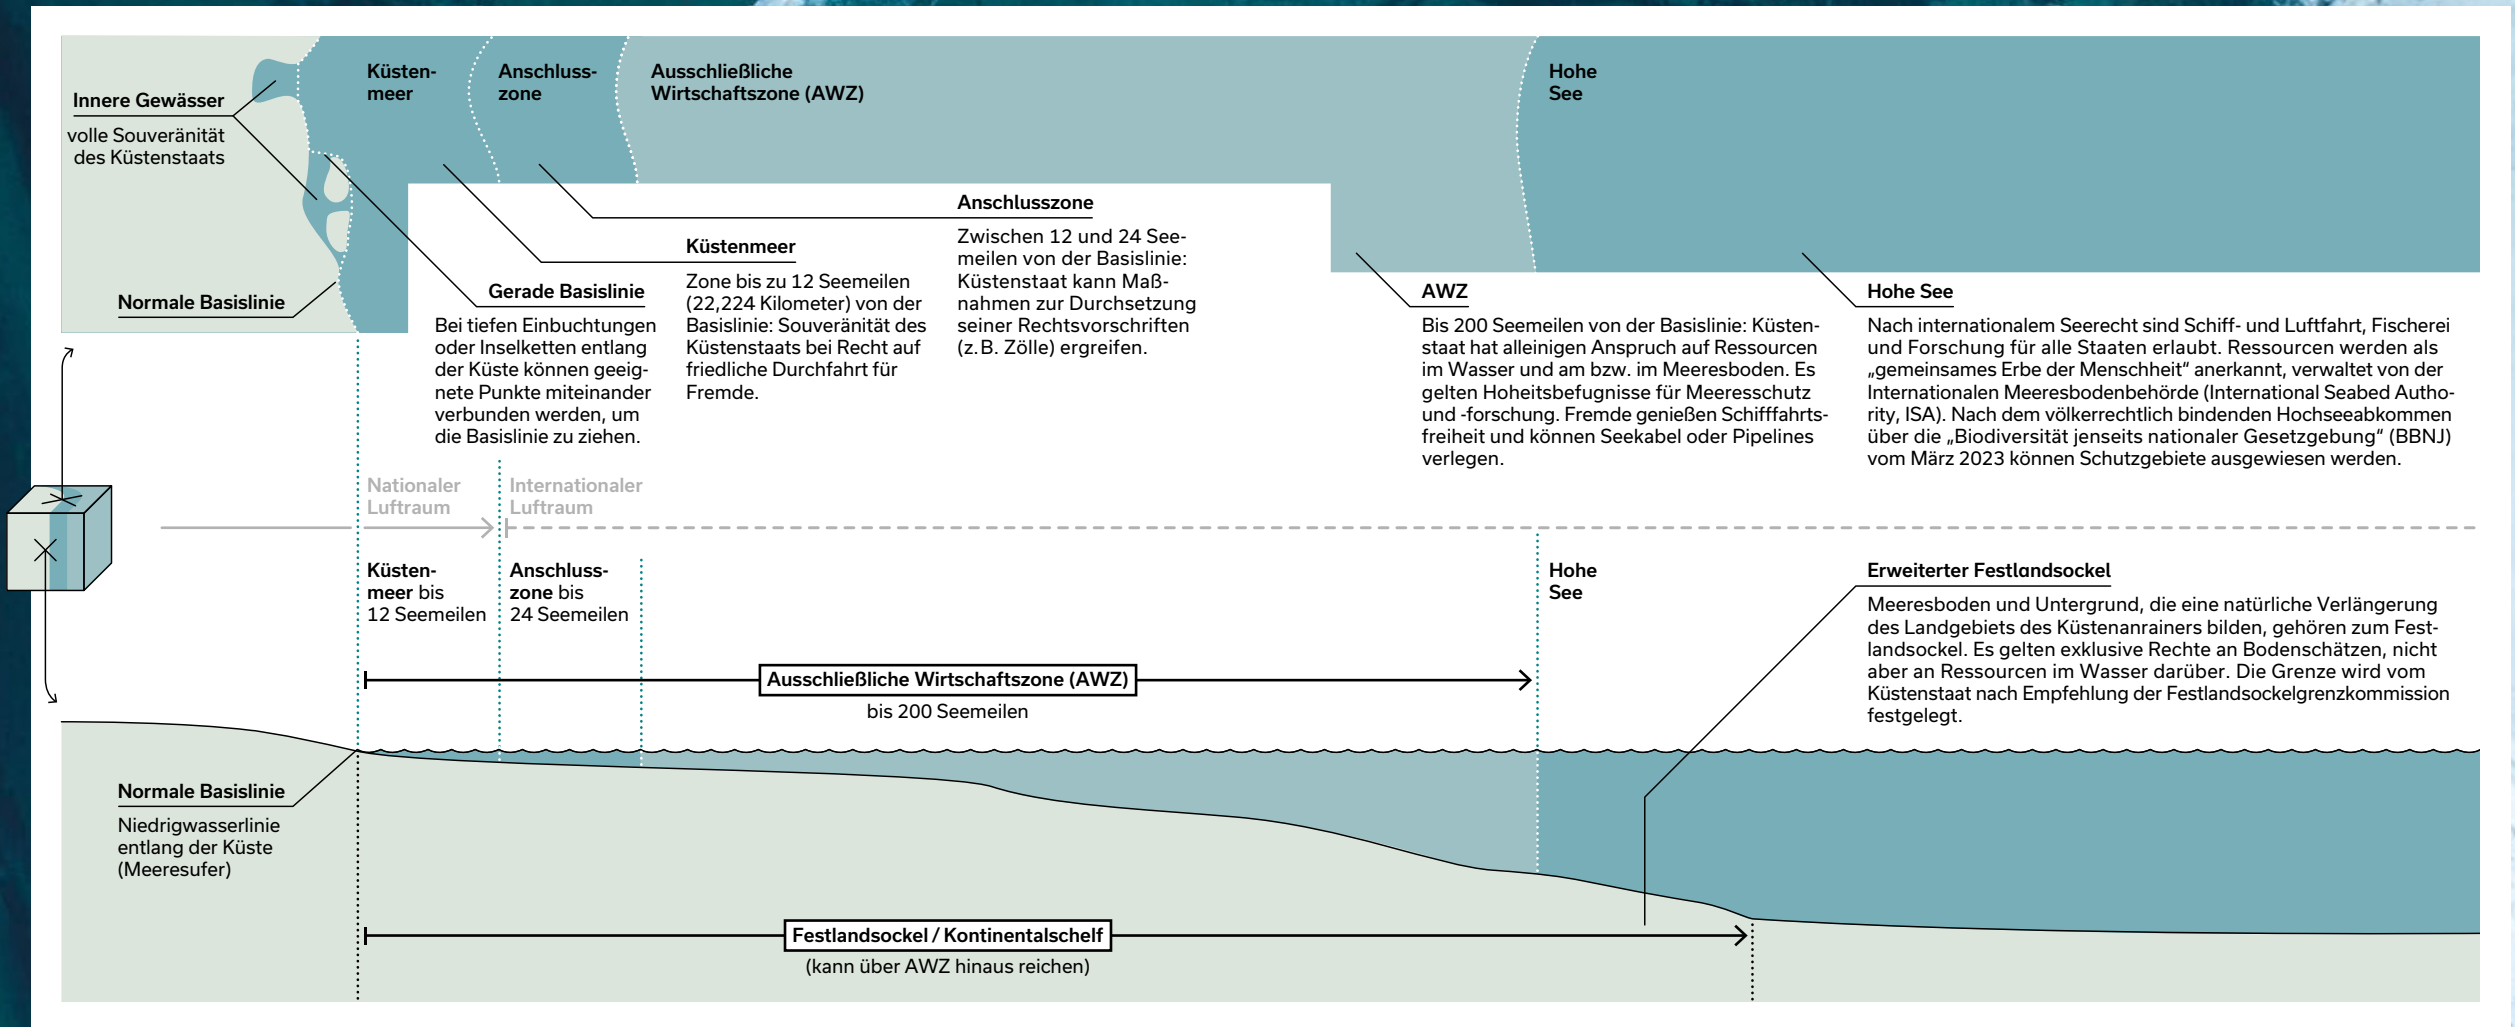 Innere Gewässer
volle Souveränität
des Küstenstaats
Küsten-
meer
Anschluss-
zone
Ausschließliche
Wirtschaftszone (AWZ)
Hohe
See
Normale Basislinie
Gerade Basislinie
Bei tiefen Einbuchtungen
oder Inselketten entlang
der Küste können geeig-
nete Punkte miteinander
verbunden werden, um
die Basislinie zu ziehen.
Küstenmeer
Zone bis zu 12 Seemeilen
(22,224 Kilometer) von der
Basislinie: Souveränität des
Küstenstaats bei Recht auf
friedliche Durchfahrt für
Fremde.
Anschlusszone
Zwischen 12 und 24 See-
meilen von der Basislinie:
Küstenstaat kann Maß-
nahmen zur Durchsetzung
seiner Rechtsvorschriften
(z.B. Zölle) ergreifen.
AWZ
Bis 200 Seemeilen von der Basislinie: Küsten-
staat hat alleinigen Anspruch auf Ressourcen
im Wasser und am bzw. im Meeresboden. Es
gelten Hoheitsbefugnisse für Meeresschutz
und -forschung. Fremde genießen Schifffahrts-
freiheit und können Seekabel oder Pipelines
verlegen.
Hohe See
Nach internationalem Seerecht sind Schiff- und Luftfahrt, Fischerei
und Forschung für alle Staaten erlaubt. Ressourcen werden als
„gemeinsames Erbe der Menschheit“ anerkannt, verwaltet von der
Internationalen Meeresbodenbehörde (International Seabed Autho-
rity, ISA). Nach dem völkerrechtlich bindenden Hochseeabkommen
über die „Biodiversität jenseits nationaler Gesetzgebung“ (BBNJ)
vom März 2023 können Schutzgebiete ausgewiesen werden.
Nationaler
Luftraum
Internationaler
Luftraum
Küsten-
meer bis
12 Seemeilen
Anschluss-
zone bis
24 Seemeilen
Hohe
See
Erweiterter Festlandsockel
Meeresboden und Untergrund, die eine natürliche Verlängerung
des Landgebiets des Küstenanrainers bilden, gehören zum Fest-
landsockel. Es gelten exklusive Rechte an Bodenschätzen, nicht
aber an Ressourcen im Wasser darüber. Die Grenze wird vom
Küstenstaat nach Empfehlung der Festlandsockelgrenzkommission
festgelegt.
Ausschließliche Wirtschaftszone (AWZ)
bis 200 Seemeilen
Normale Basislinie
Niedrigwasserlinie
entlang der Küste
(Meeresufer)
Festlandsockel / Kontinentalschelf
(kann über AWZ hinaus reichen)